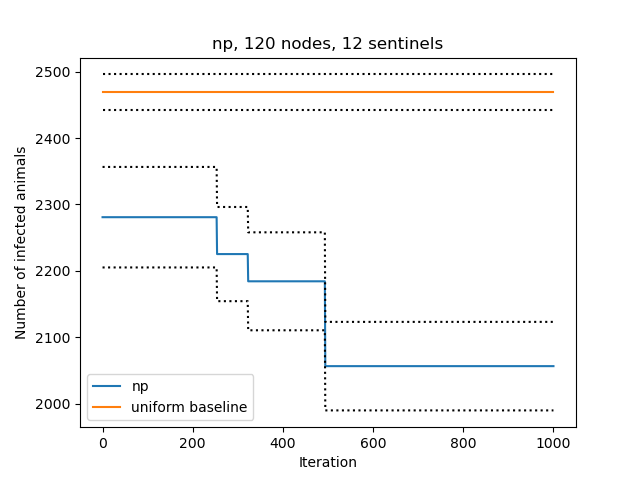 np, 120 nodes, 12 sentinels
Number of infected animals
2500
2400
2300
2200
2100
2000
np
uniform baseline
0 200 400 600 800 1000
Iteration